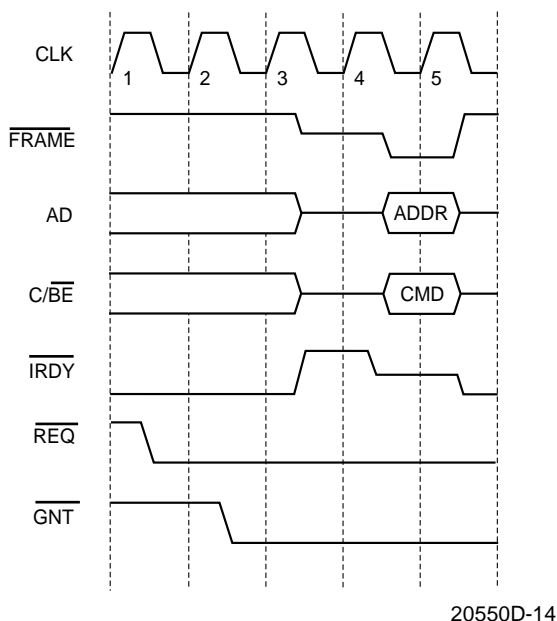 CLK
1 2 3 4 5
FRAME
AD ADDR
C/BE CMD
IRDY
REQ
GNT
20550D-14